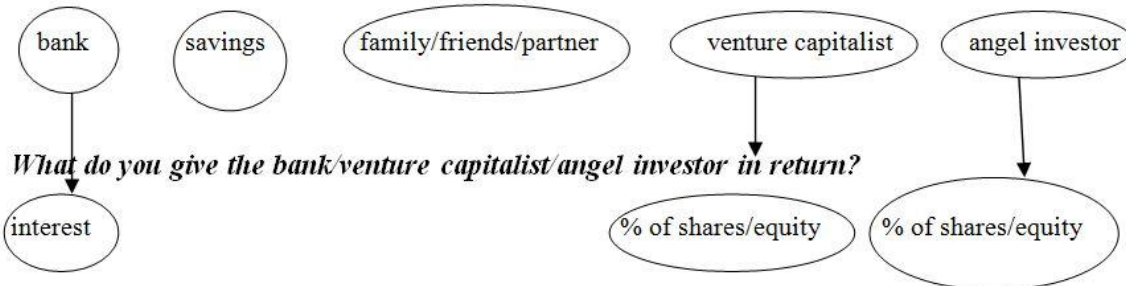 bank savings family/friends/partner venture capitalist angel investor
What do you give the bank/venture capitalist/angel investor in return?
interest % of shares/equity % of shares/equity